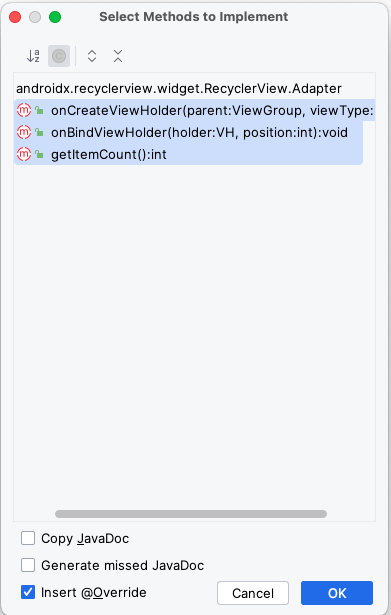 Select Methods to Implement
androidx.recyclerview.widget.RecyclerView.Adapter
onCreateViewHolder(parent:ViewGroup, viewType:
onBindViewHolder(holder:VH, position:int):void
getItemCount():int
Copy JavaDoc
Generate missed JavaDoc
Insert @Override
Cancel
OK